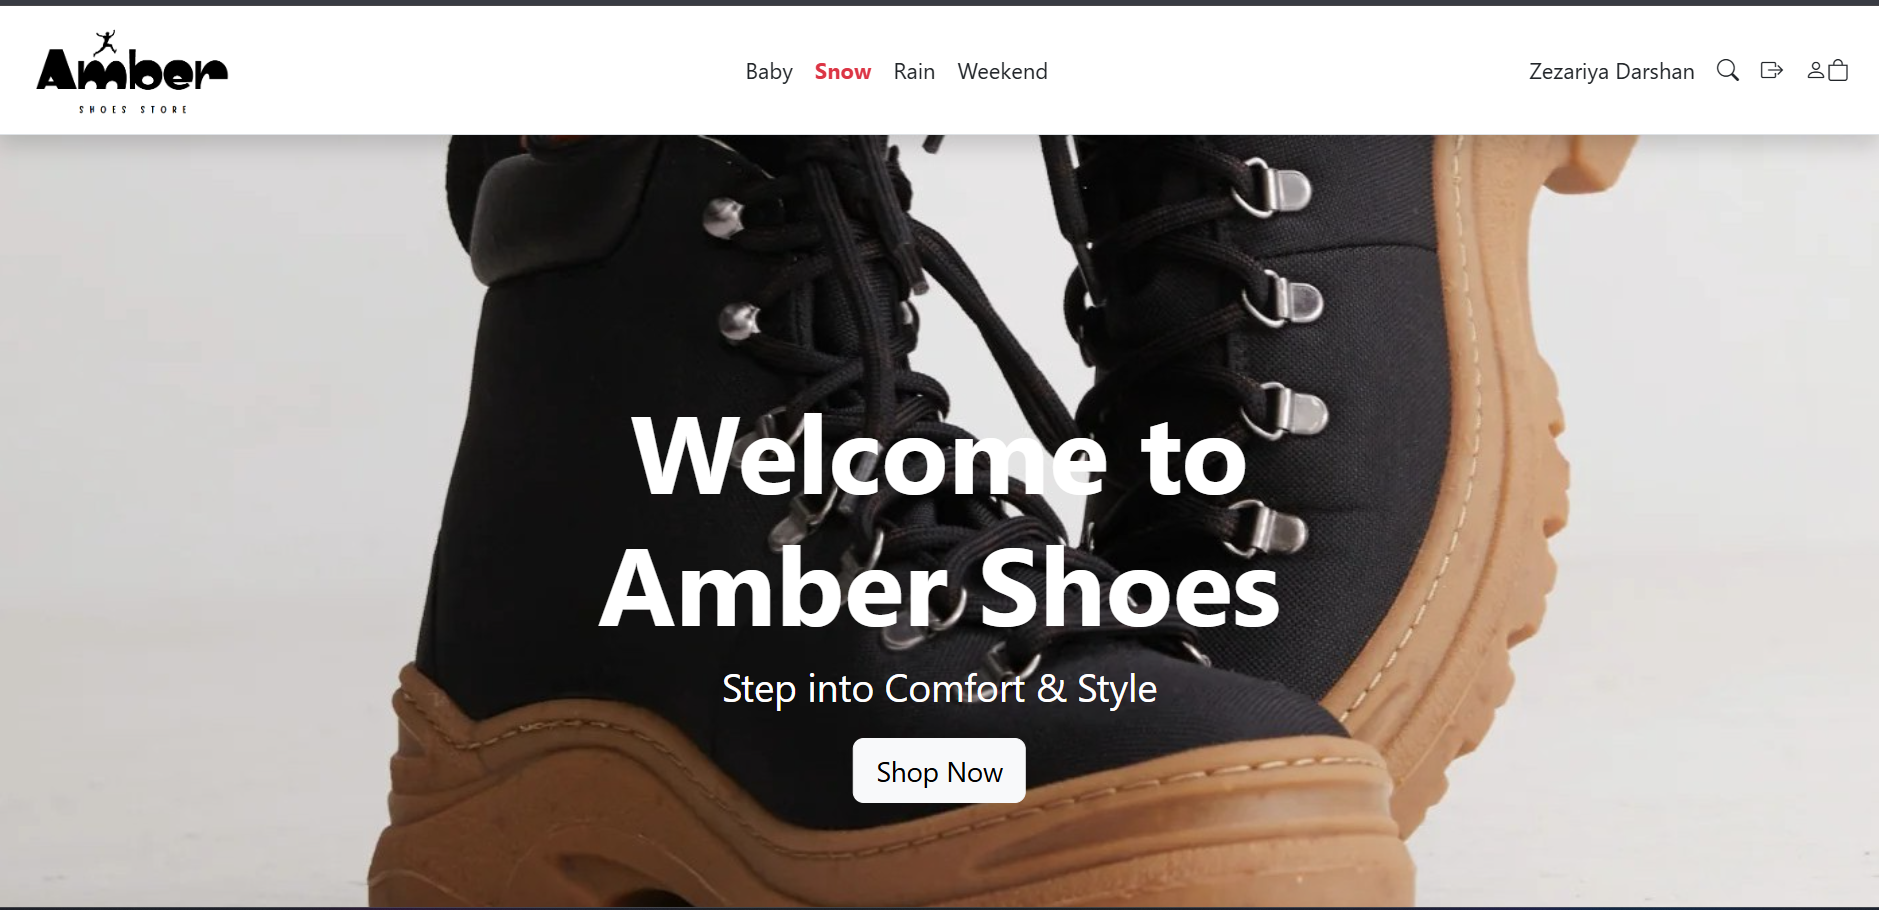 Amber
SHOES STORE
Baby Snow Rain Weekend
Zezariya Darshan
Welcome to
Amber Shoes
Step into Comfort & Style
Shop Now